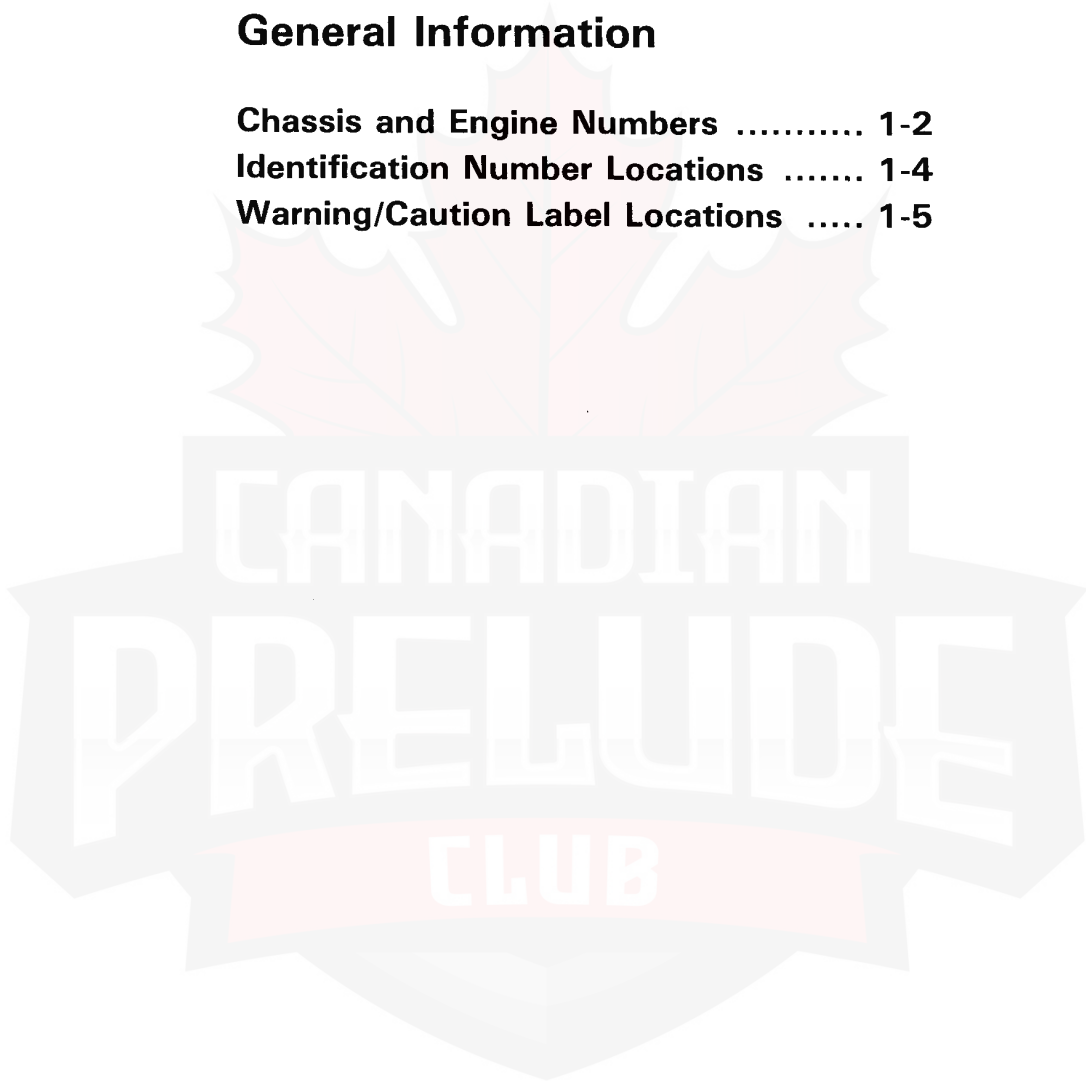 General Information
Chassis and Engine Numbers ........... 1-2
Identification Number Locations ....... 1-4
Warning/Caution Label Locations ..... 1-5
CANADIAN
PRELUDE
CLUB